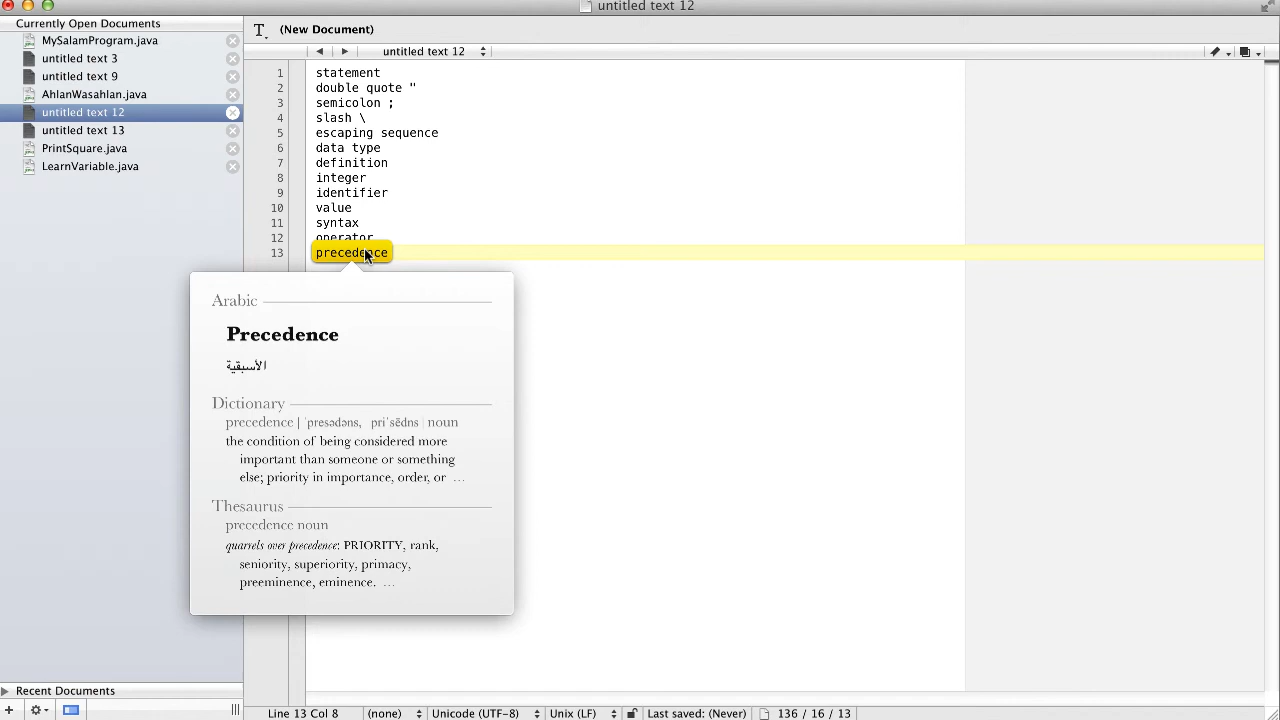 untitled text 12
Currently Open Documents
MySalamProgram.java
untitled text 3
untitled text 9
AhlanWasahlan.java
untitled text 12
untitled text 13
PrintSquare.java
LearnVariable.java
(New Document)
untitled text 12
1 statement
2 double quote "
3 semicolon ;
4 slash \
5 escaping sequence
6 data type
7 definition
8 integer
9 identifier
10 value
11 syntax
12 operator
13 precedence
Arabic
Precedence
الأسبقية
Dictionary
precedence | ˈpresədəns, priˈsēdns | noun
the condition of being considered more
important than someone or something
else; priority in importance, order, or ...
Thesaurus
precedence noun
quarrels over precedence: PRIORITY, rank,
seniority, superiority, primacy,
preeminence, eminence. ...
Recent Documents
Line 13 Col 8 (none) Unicode (UTF-8) Unix (LF) Last saved: (Never) 136 / 16 / 13